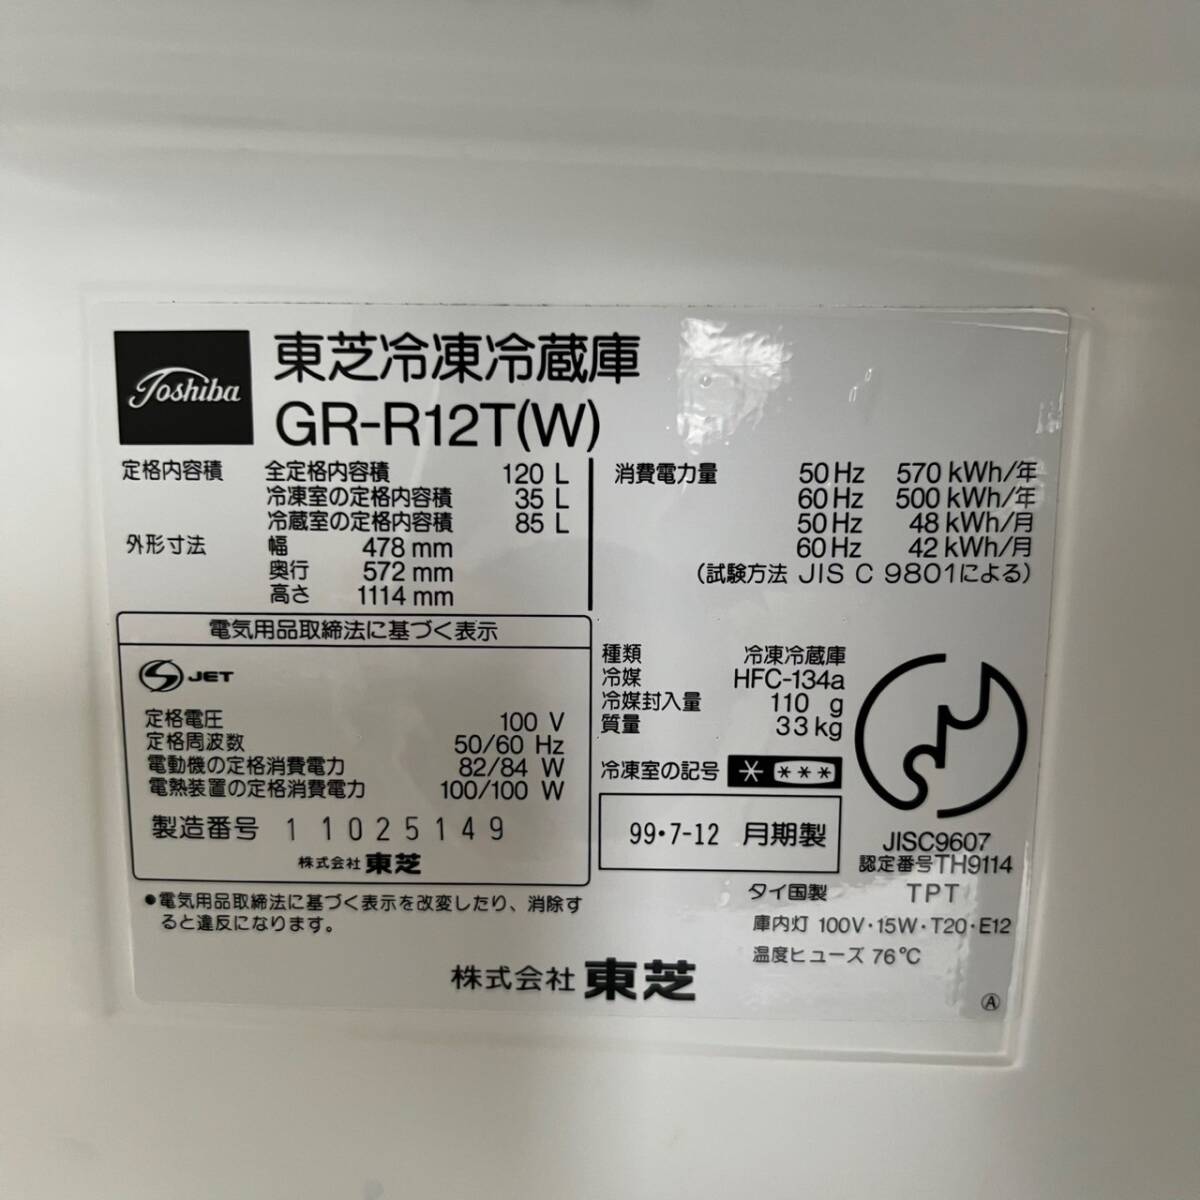 Toshiba
東芝冷凍冷蔵庫
GR-R12T(W)
定格内容積 全定格内容積 120 L
冷凍室の定格内容積 35 L
冷蔵室の定格内容積 85 L
外形寸法 幅 478 mm
奥行 572 mm
高さ 1114 mm
消費電力量 50 Hz 570 kWh/年
60 Hz 500 kWh/年
50 Hz 48 kWh/月
60 Hz 42 kWh/月
(試験方法 JIS C 9801による)
電気用品取締法に基づく表示
JET
定格電圧 100 V
定格周波数 50/60 Hz
電動機の定格消費電力 82/84 W
電熱装置の定格消費電力 100/100 W
製造番号 11025149
株式会社 東芝
●電気用品取締法に基づく表示を改変したり、消除す
ると違反になります。
種類 冷凍冷蔵庫
冷媒 HFC-134a
冷媒封入量 110 g
質量 33 kg
冷凍室の記号 * ***
99・7-12 月期製
JISC9607
認定番号TH9114
タイ国製 TPT
庫内灯 100V・15W・T20・E12
温度ヒューズ 76℃
株式会社 東芝
Ⓐ